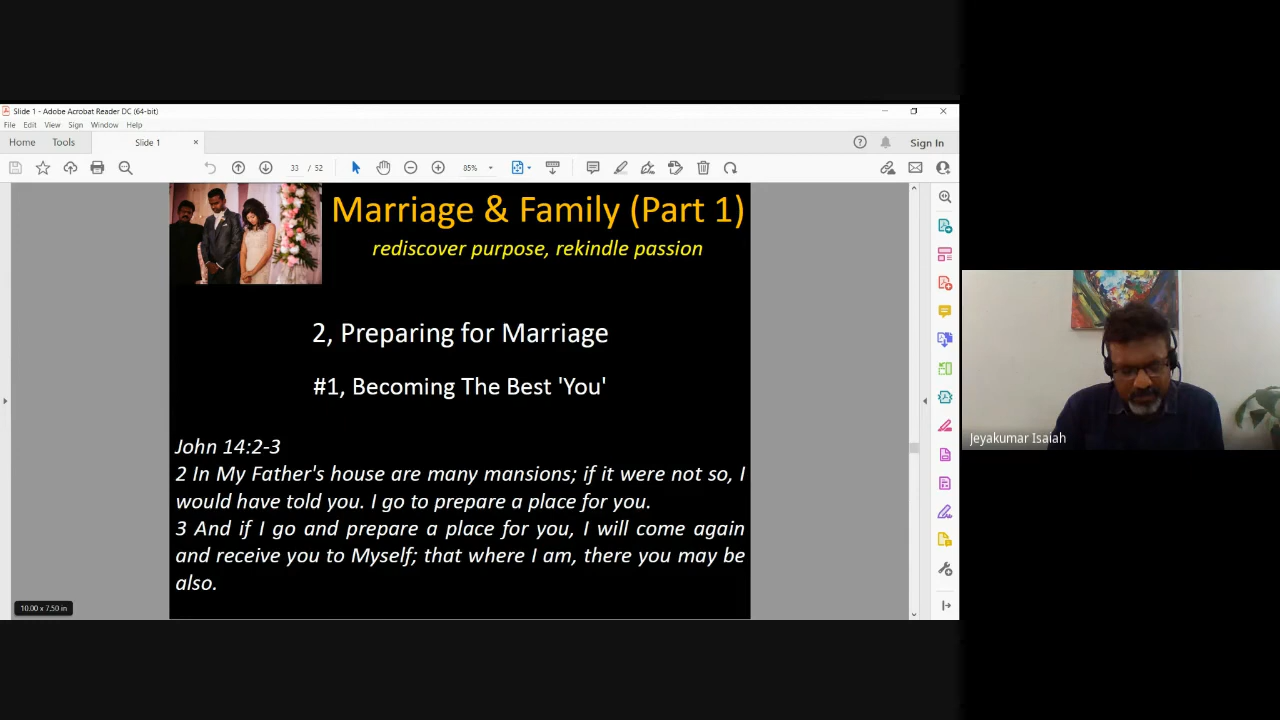 Slide 1 - Adobe Acrobat Reader DC (64-bit)
File Edit View Sign Window Help
Home Tools Slide 1 × Sign In
33 / 52 85%
Marriage & Family (Part 1)
rediscover purpose, rekindle passion
2, Preparing for Marriage
#1, Becoming The Best 'You'
John 14:2-3
2 In My Father's house are many mansions; if it were not so, I
would have told you. I go to prepare a place for you.
3 And if I go and prepare a place for you, I will come again
and receive you to Myself; that where I am, there you may be
also.
10.00 x 7.50 in
Jeyakumar Isaiah